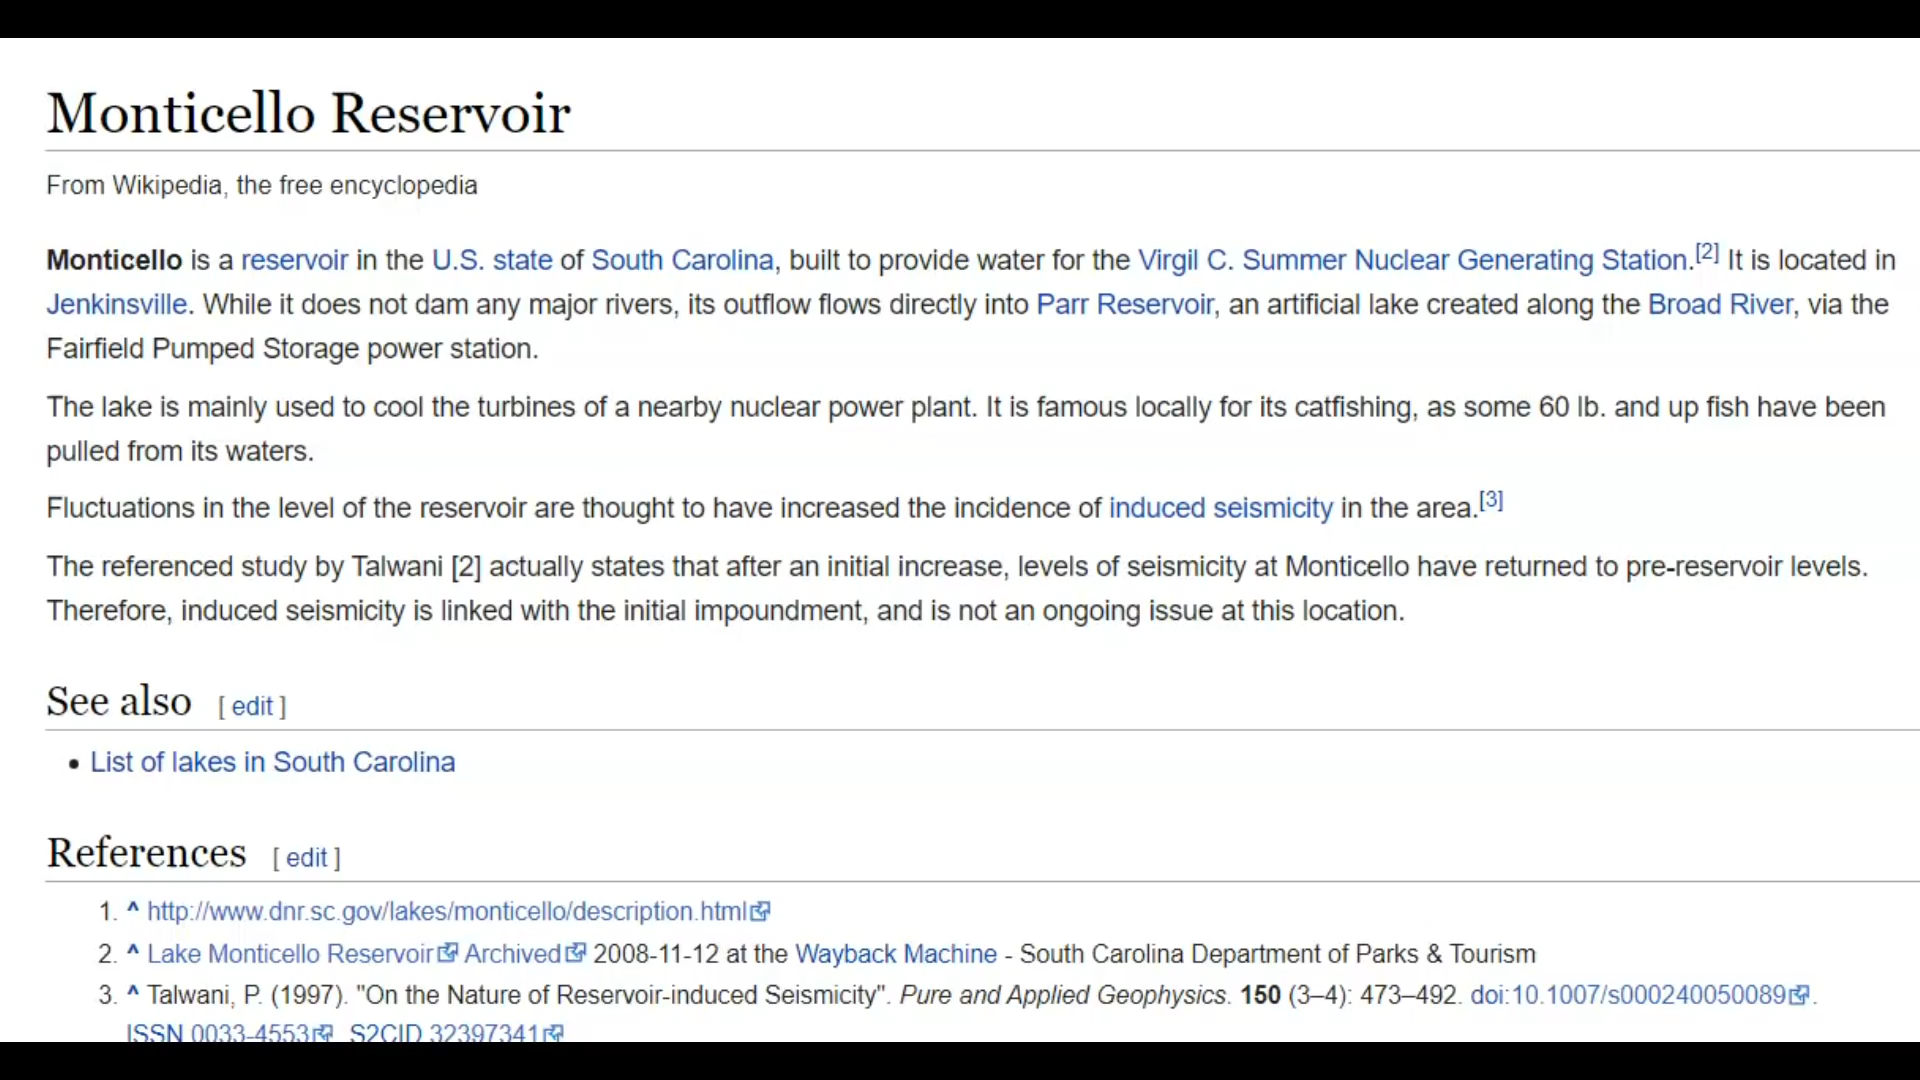 Monticello Reservoir
From Wikipedia, the free encyclopedia
Monticello is a reservoir in the U.S. state of South Carolina, built to provide water for the Virgil C. Summer Nuclear Generating Station.[2] It is located in
Jenkinsville. While it does not dam any major rivers, its outflow flows directly into Parr Reservoir, an artificial lake created along the Broad River, via the
Fairfield Pumped Storage power station.
The lake is mainly used to cool the turbines of a nearby nuclear power plant. It is famous locally for its catfishing, as some 60 lb. and up fish have been
pulled from its waters.
Fluctuations in the level of the reservoir are thought to have increased the incidence of induced seismicity in the area.[3]
The referenced study by Talwani [2] actually states that after an initial increase, levels of seismicity at Monticello have returned to pre-reservoir levels.
Therefore, induced seismicity is linked with the initial impoundment, and is not an ongoing issue at this location.
See also [ edit ]
• List of lakes in South Carolina
References [ edit ]
1. ^ http://www.dnr.sc.gov/lakes/monticello/description.html
2. ^ Lake Monticello Reservoir Archived 2008-11-12 at the Wayback Machine - South Carolina Department of Parks & Tourism
3. ^ Talwani, P. (1997). "On the Nature of Reservoir-induced Seismicity". Pure and Applied Geophysics. 150 (3–4): 473–492. doi:10.1007/s000240050089.
ISSN 0033-4553. S2CID 32397341